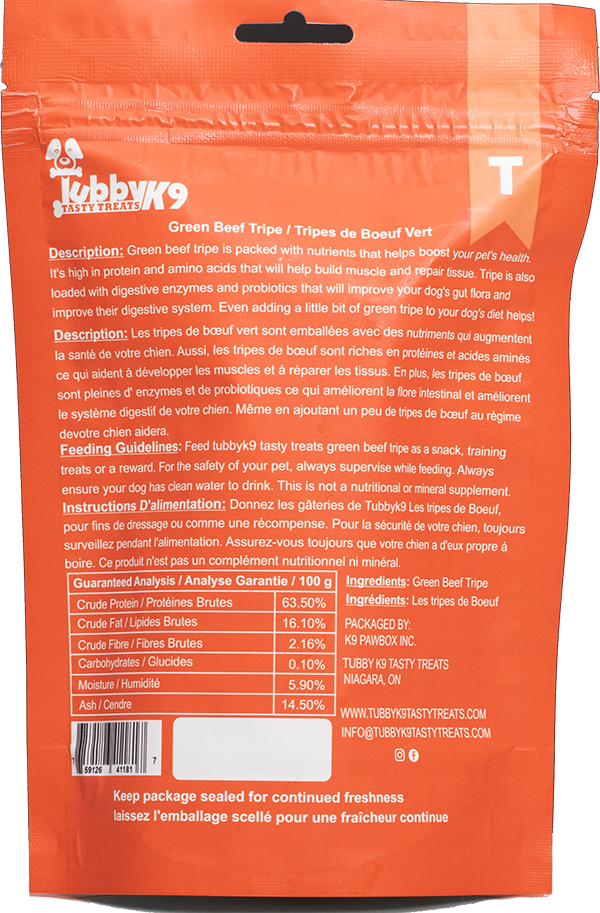 T
TubbyK9
TASTY TREATS
Green Beef Tripe / Tripes de Boeuf Vert
Description: Green beef tripe is packed with nutrients that helps boost your pet's health.
It's high in protein and amino acids that will help build muscle and repair tissue. Tripe is also
loaded with digestive enzymes and probiotics that will improve your dog's gut flora and
improve their digestive system. Even adding a little bit of green tripe to your dog's diet helps!
Description: Les tripes de bœuf vert sont emballées avec des nutriments qui augmentent
la santé de votre chien. Aussi, les tripes de bœuf sont riches en protéines et acides aminés
ce qui aident à développer les muscles et à réparer les tissus. En plus, les tripes de bœuf
sont pleines d' enzymes et de probiotiques ce qui améliorent la flore intestinal et améliorent
le système digestif de votre chien. Même en ajoutant un peu de tripes de bœuf au régime
devotre chien aidera.
Feeding Guidelines: Feed tubbyk9 tasty treats green beef tripe as a snack, training
treats or a reward. For the safety of your pet, always supervise while feeding. Always
ensure your dog has clean water to drink. This is not a nutritional or mineral supplement.
Instructions D'alimentation: Donnez les gâteries de Tubbyk9 Les tripes de Boeuf,
pour fins de dressage ou comme une récompense. Pour la sécurité de votre chien, toujours
surveillez pendant l'alimentation. Assurez-vous toujours que votre chien a d'eux propre à
boire. Ce produit n'est pas un complément nutritionnel ni minéral.
Guaranteed Analysis / Analyse Garantie / 100 g
Crude Protein / Protéines Brutes 63.50%
Crude Fat / Lipides Brutes 16.10%
Crude Fibre / Fibres Brutes 2.16%
Carbohydrates / Glucides 0.10%
Moisture / Humidité 5.90%
Ash / Cendre 14.50%
Ingredients: Green Beef Tripe
Ingrédients: Les tripes de Boeuf
PACKAGED BY:
K9 PAWBOX INC.
TUBBY K9 TASTY TREATS
NIAGARA, ON
WWW.TUBBYK9TASTYTREATS.COM
INFO@TUBBYK9TASTYTREATS.COM
59126 41181 7
Keep package sealed for continued freshness
laissez l'emballage scellé pour une fraîcheur continue